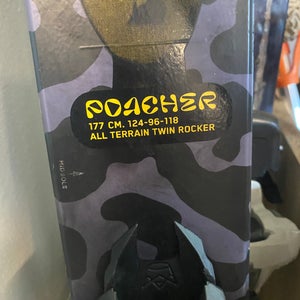 POACHER
177 CM. 124-96-118
ALL TERRAIN TWIN ROCKER